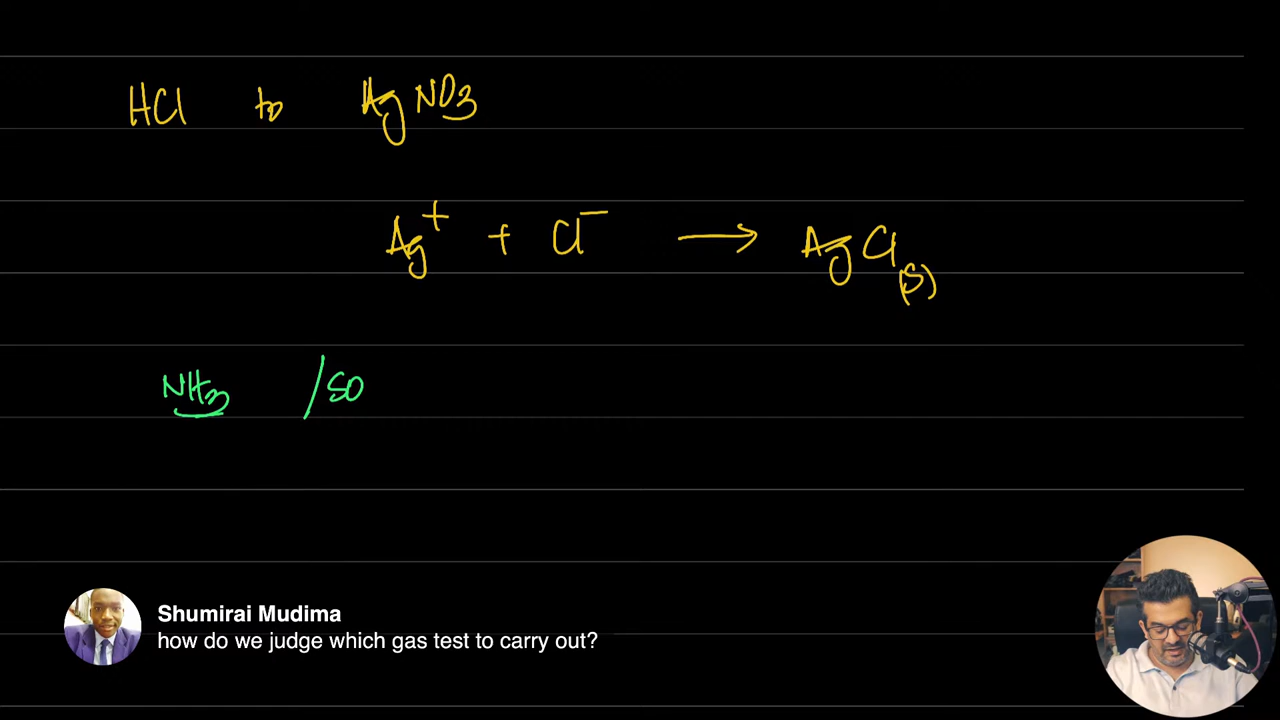 HCl to AgNO3
Ag+ + Cl− → AgCl(s)
NH3 /SO
Shumirai Mudima
how do we judge which gas test to carry out?